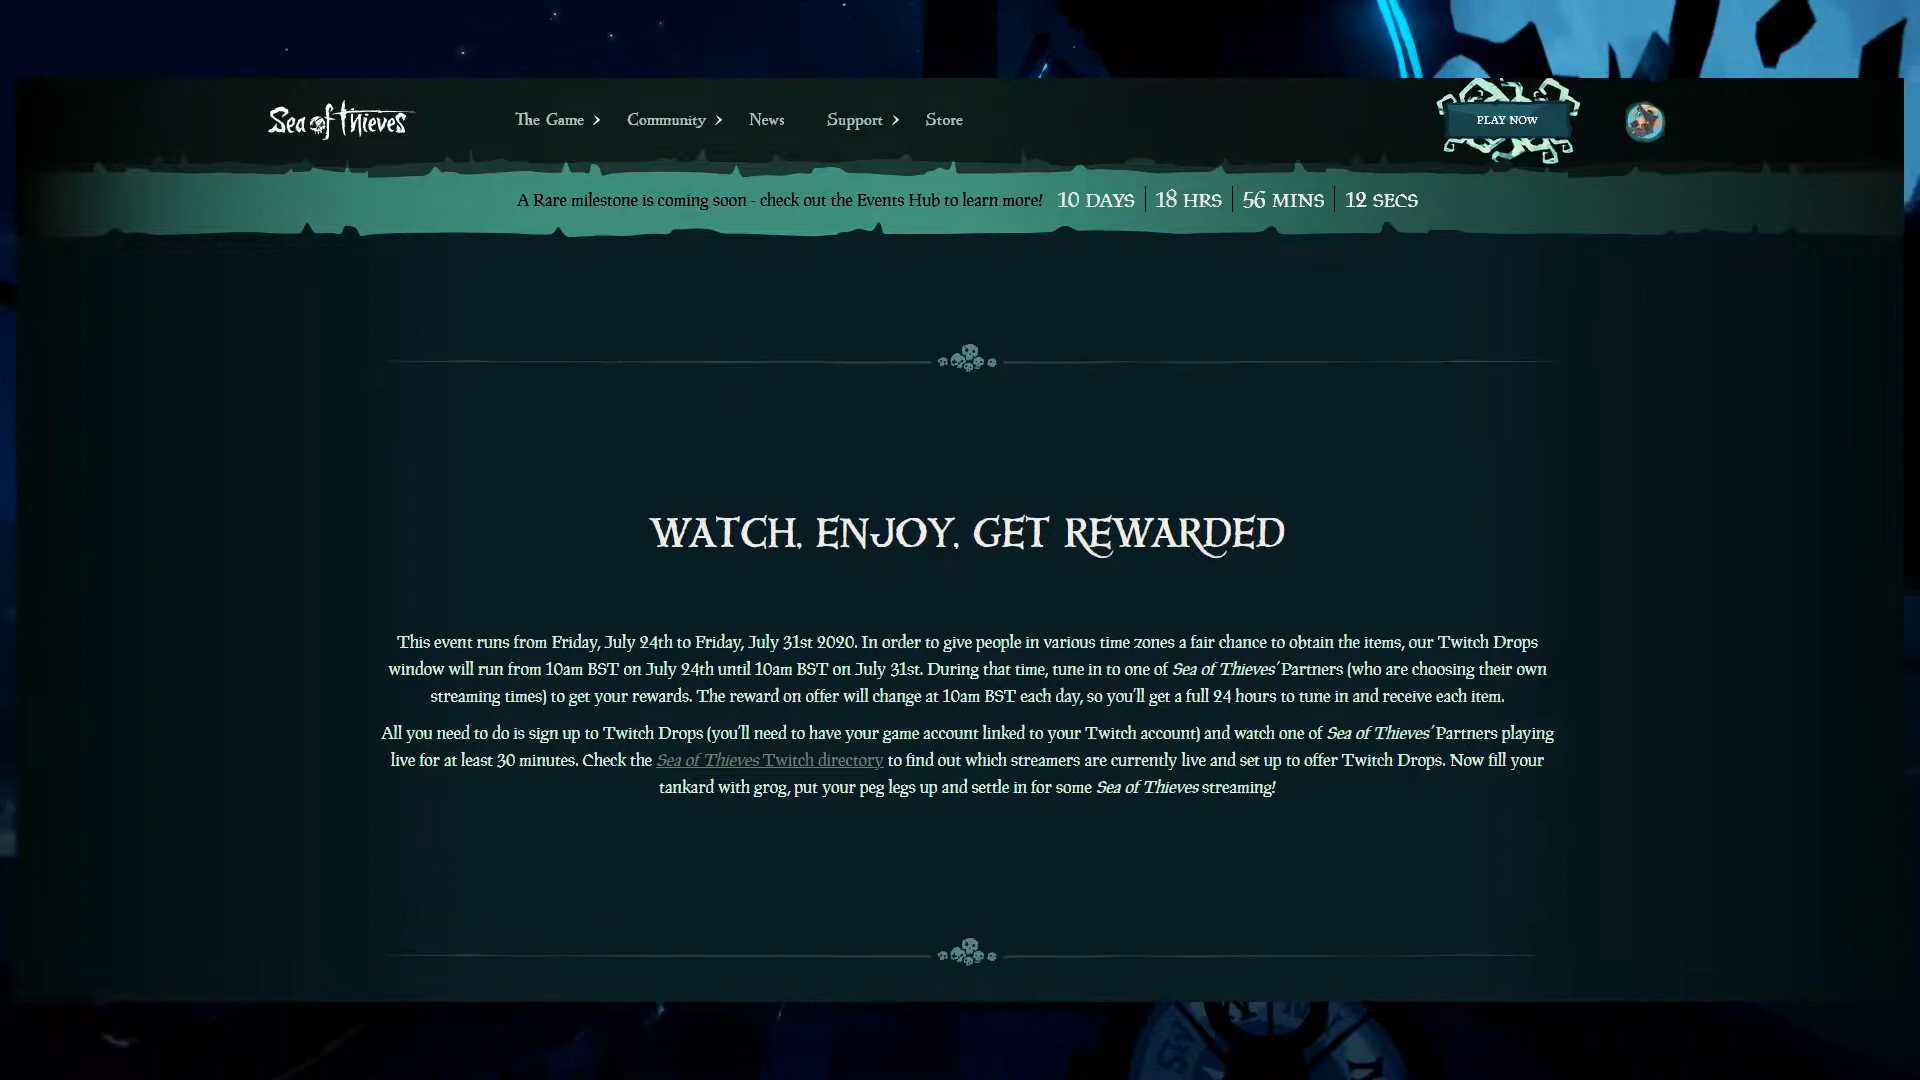 Sea of Thieves
The Game Community News Support Store
PLAY NOW
A Rare milestone is coming soon - check out the Events Hub to learn more! 10 DAYS 18 HRS 56 MINS 12 SECS
WATCH, ENJOY, GET REWARDED
This event runs from Friday, July 24th to Friday, July 31st 2020. In order to give people in various time zones a fair chance to obtain the items, our Twitch Drops
window will run from 10am BST on July 24th until 10am BST on July 31st. During that time, tune in to one of Sea of Thieves' Partners (who are choosing their own
streaming times) to get your rewards. The reward on offer will change at 10am BST each day, so you'll get a full 24 hours to tune in and receive each item.
All you need to do is sign up to Twitch Drops (you'll need to have your game account linked to your Twitch account) and watch one of Sea of Thieves' Partners playing
live for at least 30 minutes. Check the Sea of Thieves Twitch directory to find out which streamers are currently live and set up to offer Twitch Drops. Now fill your
tankard with grog, put your peg legs up and settle in for some Sea of Thieves streaming!